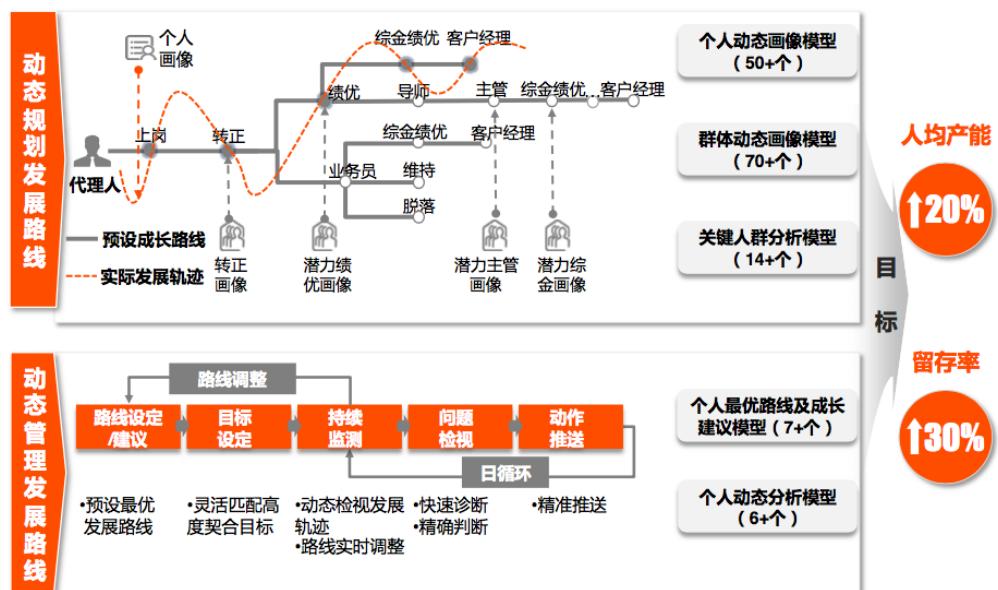 动态规划发展路线
个人
画像
综金绩优
客户经理
绩优
导师
主管
综金绩优...客户经理
上岗
转正
综金绩优
客户经理
代理人
业务员
维持
脱落
预设成长路线
实际发展轨迹
转正
画像
潜力绩
优画像
潜力主管
画像
潜力综
金画像
个人动态画像模型
（50+个）
群体动态画像模型
（70+个）
关键人群分析模型
（14+个）
目标
人均产能
20%
留存率
30%
动态管理发展路线
路线调整
路线设定
/建议
目标
设定
持续
监测
问题
检视
动作
推送
日循环
•预设最优
发展路线
•灵活匹配高
度契合目标
•动态检视发展
轨迹
•路线实时调整
•快速诊断
•精确判断
•精准推送
个人最优路线及成长
建议模型（7+个）
个人动态分析模型
（6+个）